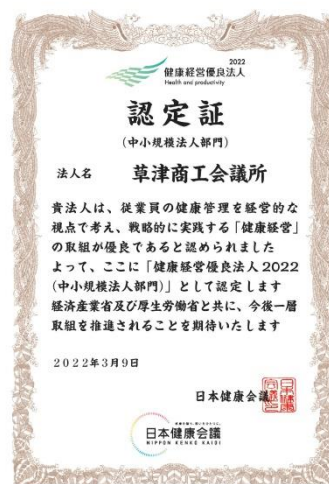 2022
健康経営優良法人
Health and productivity
認定証
(中小規模法人部門)
法人名 草津商工会議所
貴法人は、従業員の健康管理を経営的な
視点で考え、戦略的に実践する「健康経営」
の取組が優良であると認められました
よって、ここに「健康経営優良法人2022
(中小規模法人部門)」として認定します
経済産業省及び厚生労働省と共に、今後一層
取組を推進されることを期待いたします
2022年3月9日
日本健康会議
日本健康会議
NIPPON KENKO KAIGI